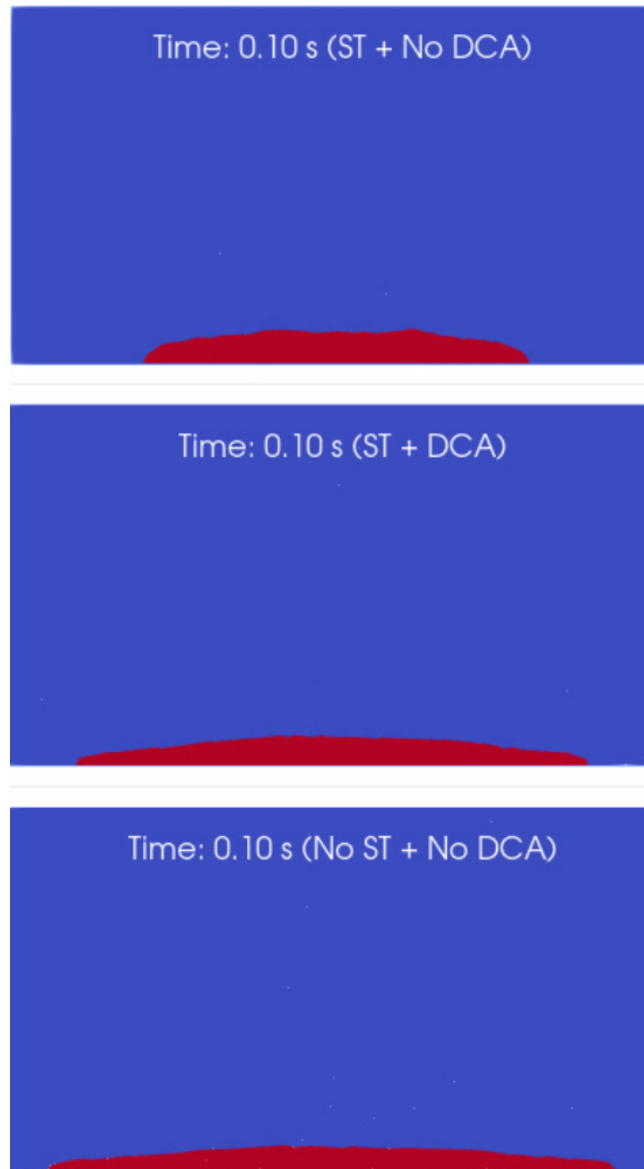 Time: 0.10 s (ST + No DCA)
Time: 0.10 s (ST + DCA)
Time: 0.10 s (No ST + No DCA)